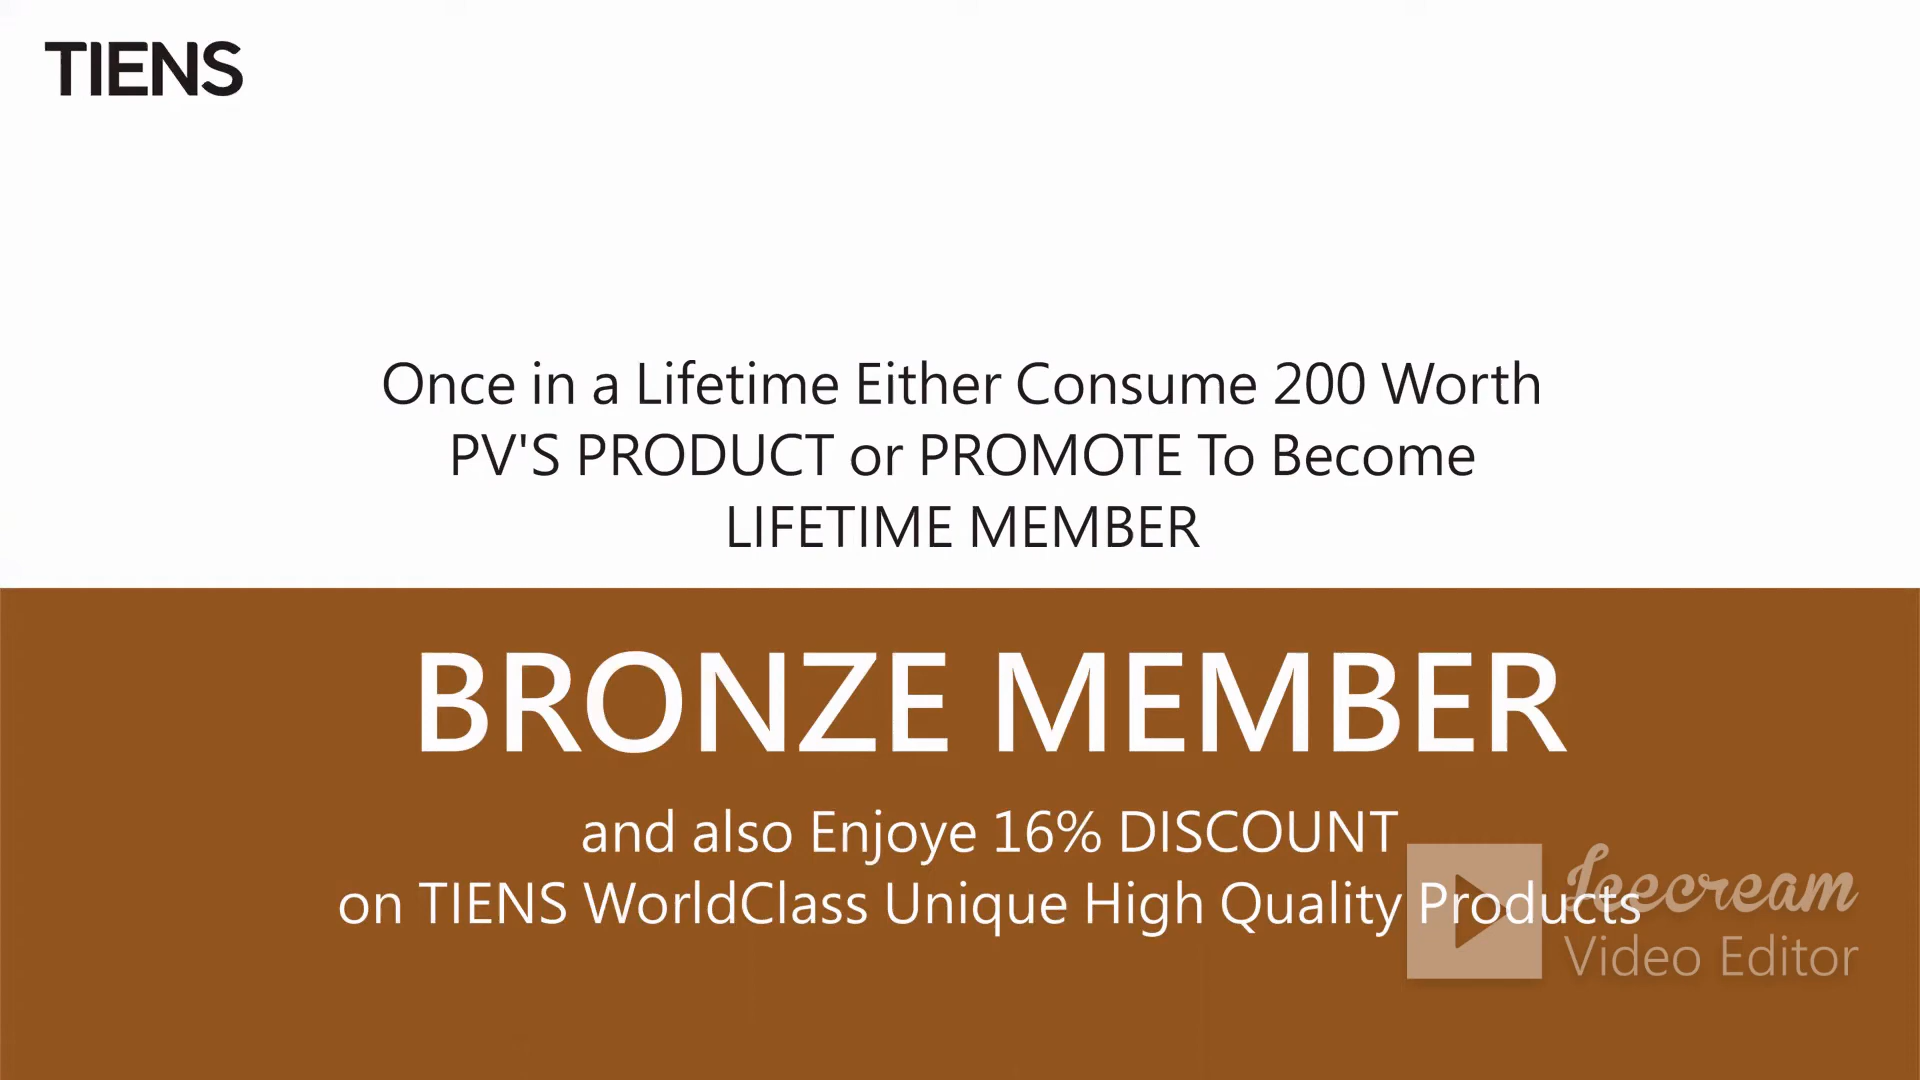 TIENS
Once in a Lifetime Either Consume 200 Worth
PV'S PRODUCT or PROMOTE To Become
LIFETIME MEMBER
BRONZE MEMBER
and also Enjoye 16% DISCOUNT
on TIENS WorldClass Unique High Quality Products
Icecream
Video Editor